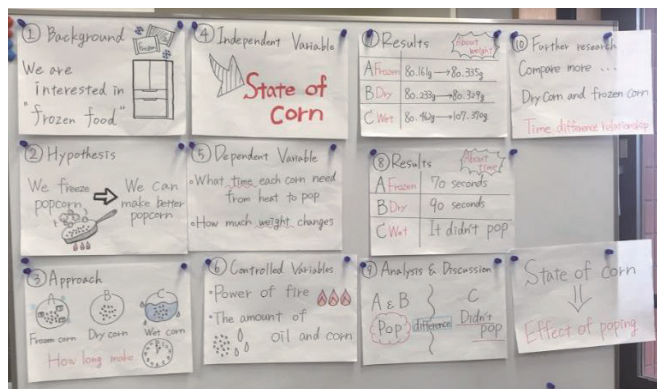 ① Background
Frozen
We are
interested in
"frozen food"
② Hypothesis
We freeze
popcorn
We can
make better
popcorn
③ Approach
A
B
C
Frozen corn
Dry corn
Wet corn
How long make
④ Independent Variable
State of
Corn
⑤ Dependent Variable
• What time each corn need
from heat to pop
• How much weight changes
⑥ Controlled Variables
• Power of fire
• The amount of
oil and corn
⑦ Results
About
weight!
A Frozen 80.161g → 80.335g
B Dry 80.233g → 80.329g
C Wet 80.162g → 107.370g
⑧ Results
About
time!
A Frozen 70 seconds
B Dry 90 seconds
C Wet It didn't pop
⑨ Analysis & Discussion
A & B
Pop
difference
C
Didn't
pop
⑩ Further research
Compare more ...
Dry Corn and frozen corn
Time difference relationship
State of Corn
Effect of poping